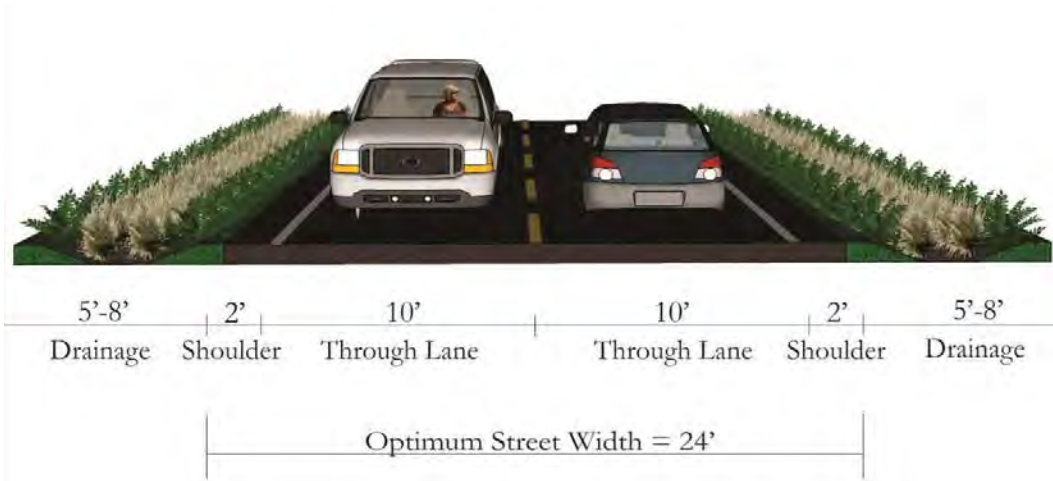 5'-8' 2' 10' 10' 2' 5'-8'
Drainage Shoulder Through Lane Through Lane Shoulder Drainage
Optimum Street Width = 24'